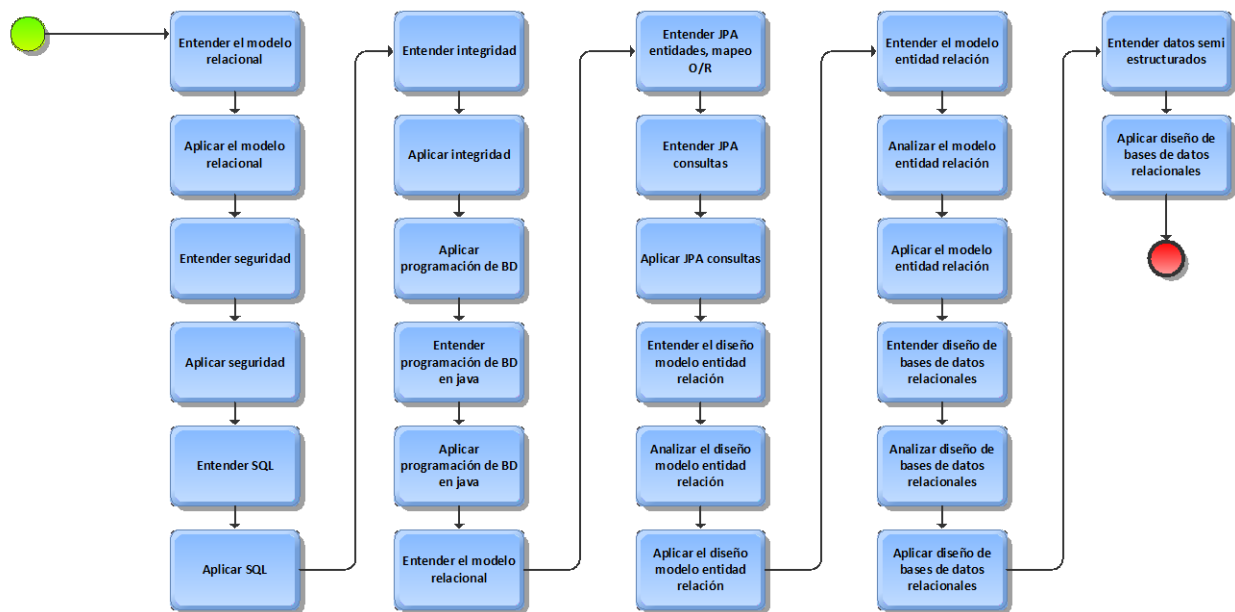 Entender el modelo
relacional
Aplicar el modelo
relacional
Entender seguridad
Aplicar seguridad
Entender SQL
Aplicar SQL
Entender integridad
Aplicar integridad
Aplicar
programación de BD
Entender
programación de BD
en java
Aplicar
programación de BD
en java
Entender el modelo
relacional
Entender JPA
entidades, mapeo
O/R
Entender JPA
consultas
Aplicar JPA consultas
Entender el diseño
modelo entidad
relación
Analizar el diseño
modelo entidad
relación
Aplicar el diseño
modelo entidad
relación
Entender el modelo
entidad relación
Analizar el modelo
entidad relación
Aplicar el modelo
entidad relación
Entender diseño de
bases de datos
relacionales
Analizar diseño de
bases de datos
relacionales
Aplicar diseño de
bases de datos
relacionales
Entender datos semi
estructurados
Aplicar diseño de
bases de datos
relacionales